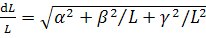 dL/L = √α² + β²/L + γ²/L²